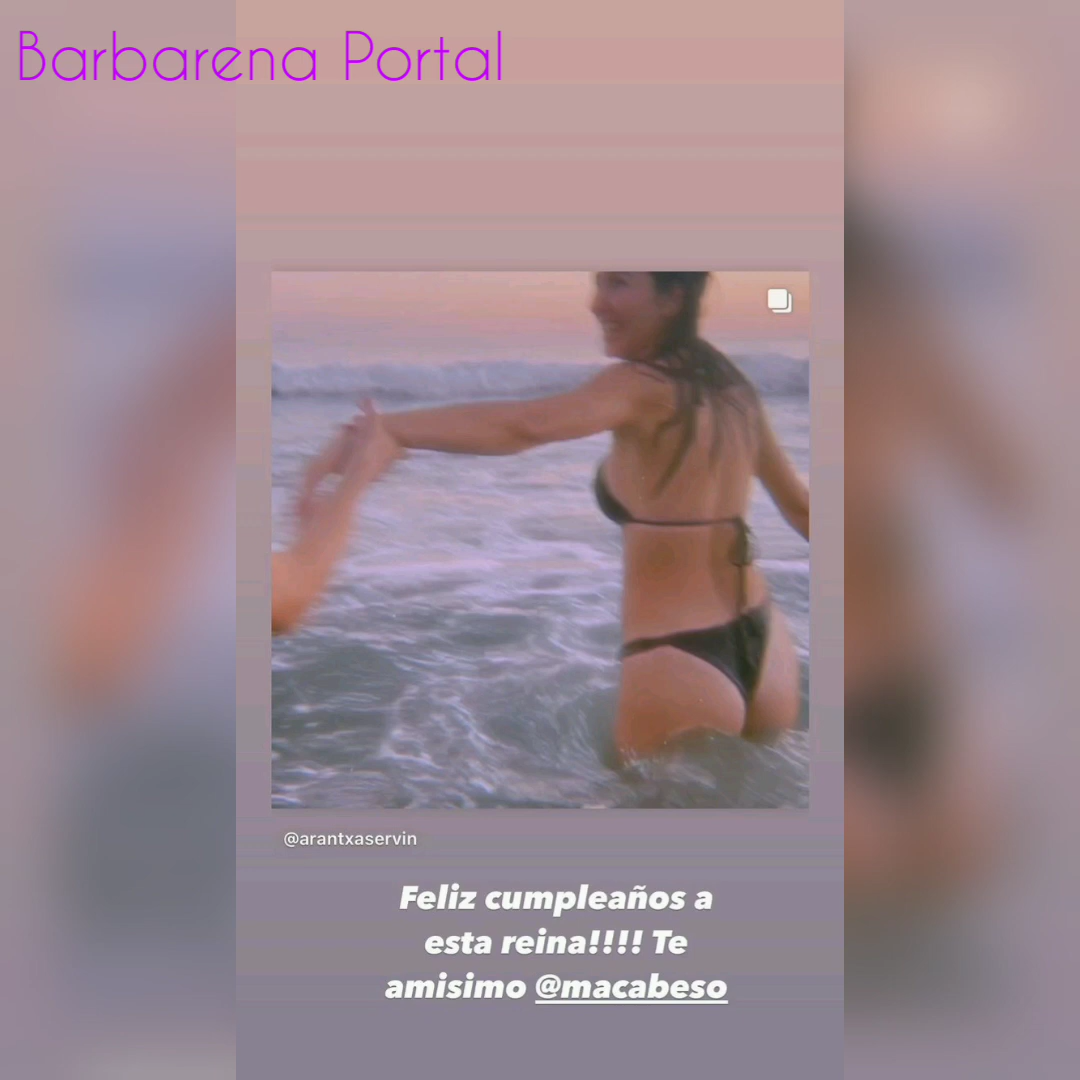 Barbarena Portal
@arantxaservin
Feliz cumpleaños a
esta reina!!!! Te
amisimo @macabeso